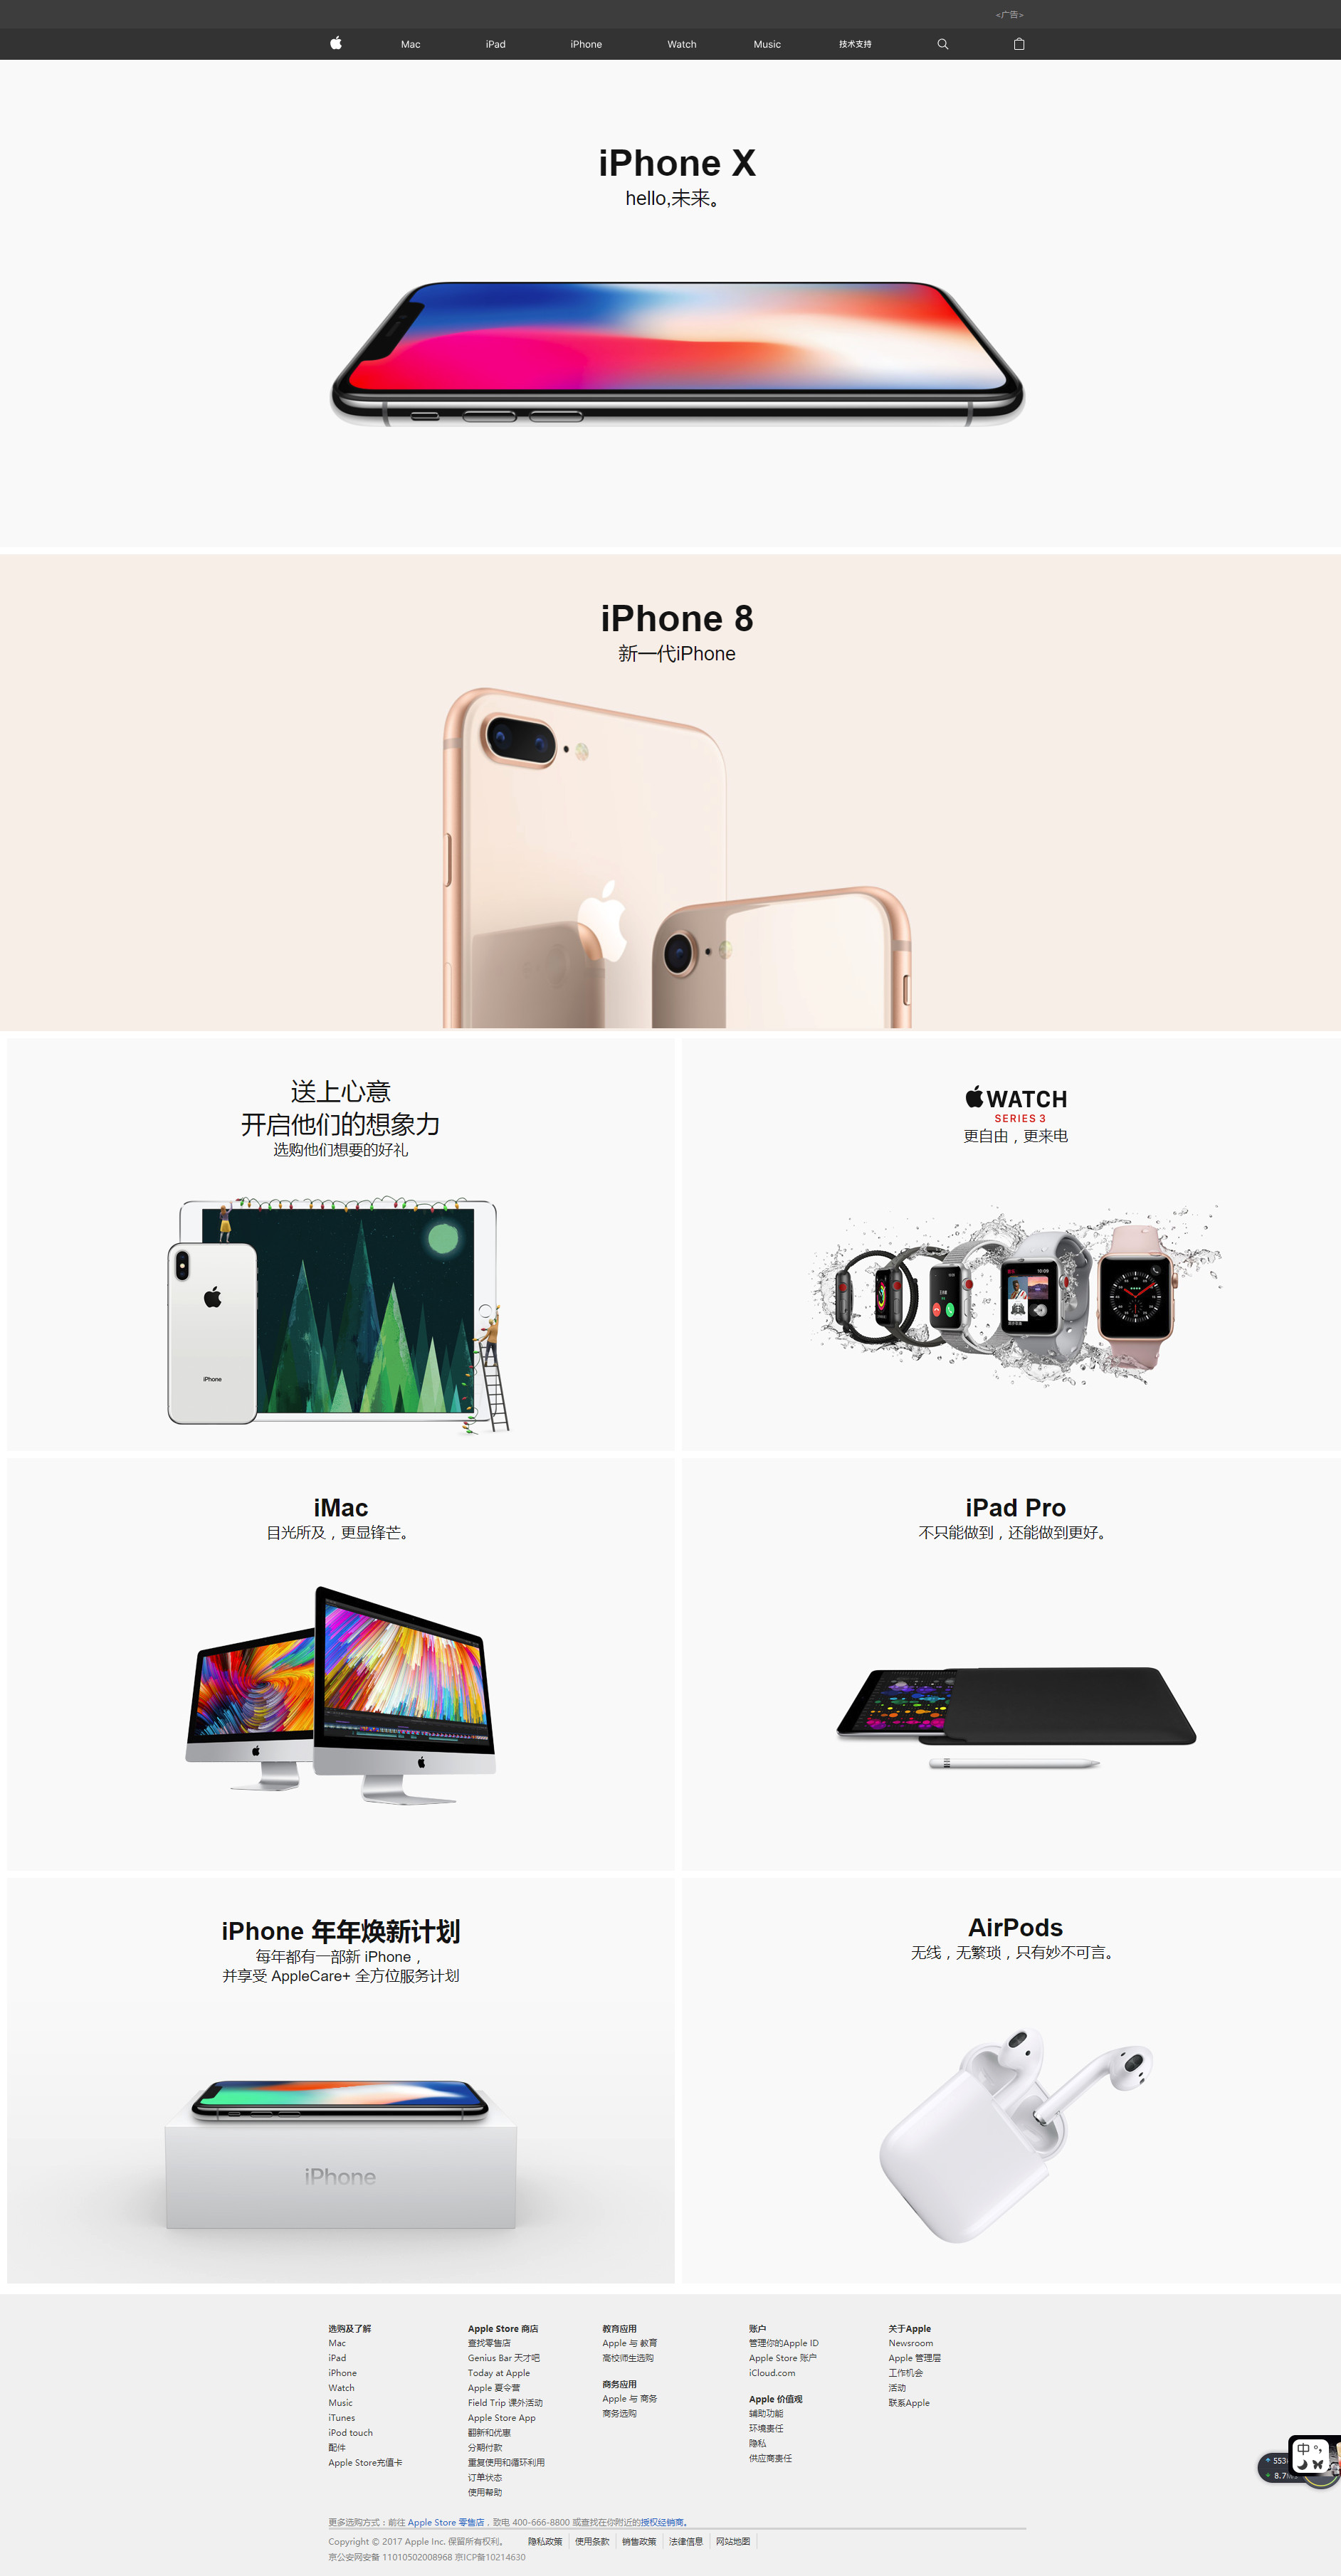 <广告>
Mac iPad iPhone Watch Music 技术支持
iPhone X
hello,未来。
iPhone 8
新一代iPhone
送上心意
开启他们的想象力
选购他们想要的好礼
iPhone
WATCH
SERIES 3
更自由，更来电
10:09
iMac
目光所及，更显锋芒。
iPad Pro
不只能做到，还能做到更好。
iPhone 年年焕新计划
每年都有一部新 iPhone，
并享受 AppleCare+ 全方位服务计划
iPhone
AirPods
无线，无繁琐，只有妙不可言。
选购及了解
Mac
iPad
iPhone
Watch
Music
iTunes
iPod touch
配件
Apple Store充值卡
Apple Store 商店
查找零售店
Genius Bar 天才吧
Today at Apple
Apple 夏令营
Field Trip 课外活动
Apple Store App
翻新和优惠
分期付款
重复使用和循环利用
订单状态
使用帮助
教育应用
Apple 与 教育
高校师生选购
商务应用
Apple 与 商务
商务选购
账户
管理你的Apple ID
Apple Store 账户
iCloud.com
Apple 价值观
辅助功能
环境责任
隐私
供应商责任
关于Apple
Newsroom
Apple 管理层
工作机会
活动
联系Apple
中
更多选购方式：前往 Apple Store 零售店，致电 400-666-8800 或查找在你附近的授权经销商。
Copyright © 2017 Apple Inc. 保留所有权利。 隐私政策 使用条款 销售政策 法律信息 网站地图
京公安网安备 11010502008968 京ICP备10214630